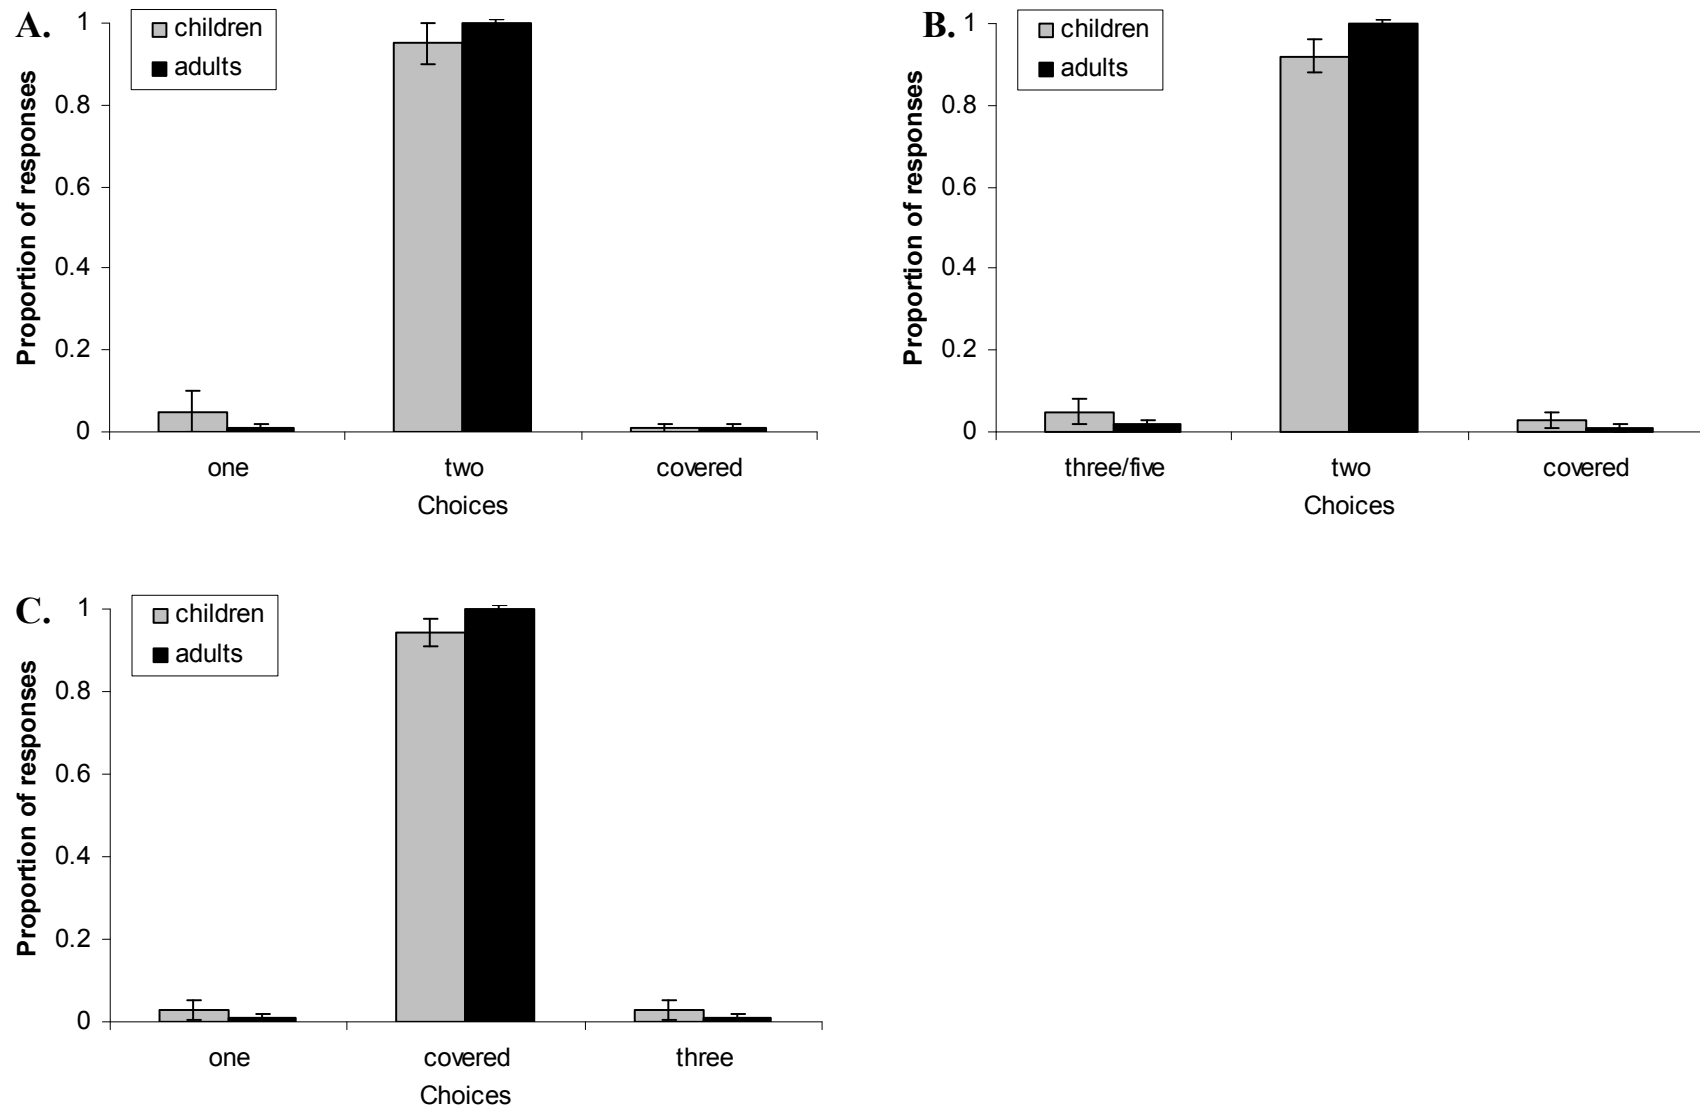 A.
children
adults
Proportion of responses
1
0.8
0.6
0.4
0.2
0
one two covered
Choices
B.
children
adults
Proportion of responses
1
0.8
0.6
0.4
0.2
0
three/five two covered
Choices
C.
children
adults
Proportion of responses
1
0.8
0.6
0.4
0.2
0
one covered three
Choices